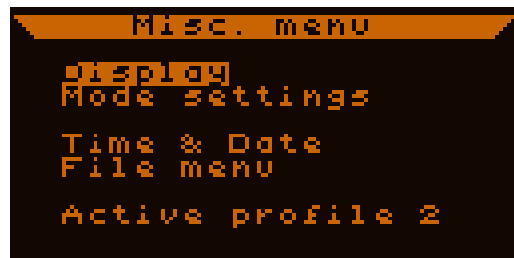 Misc. menu
Display
Mode settings
Time & Date
File menu
Active profile 2